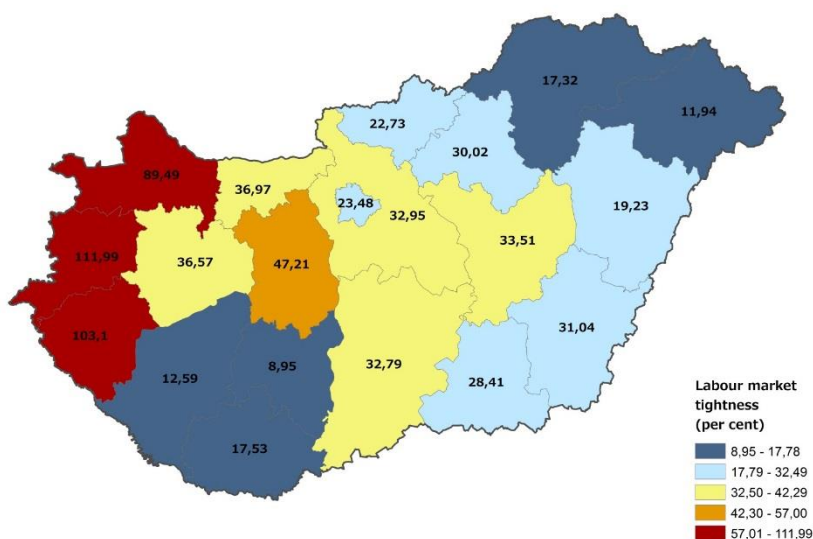 17,32
11,94
22,73
30,02
89,49
36,97
23,48
32,95
19,23
33,51
111,99
36,57
47,21
31,04
103,1
12,59
8,95
32,79
28,41
17,53
Labour market
tightness
(per cent)
8,95 - 17,78
17,79 - 32,49
32,50 - 42,29
42,30 - 57,00
57,01 - 111,99